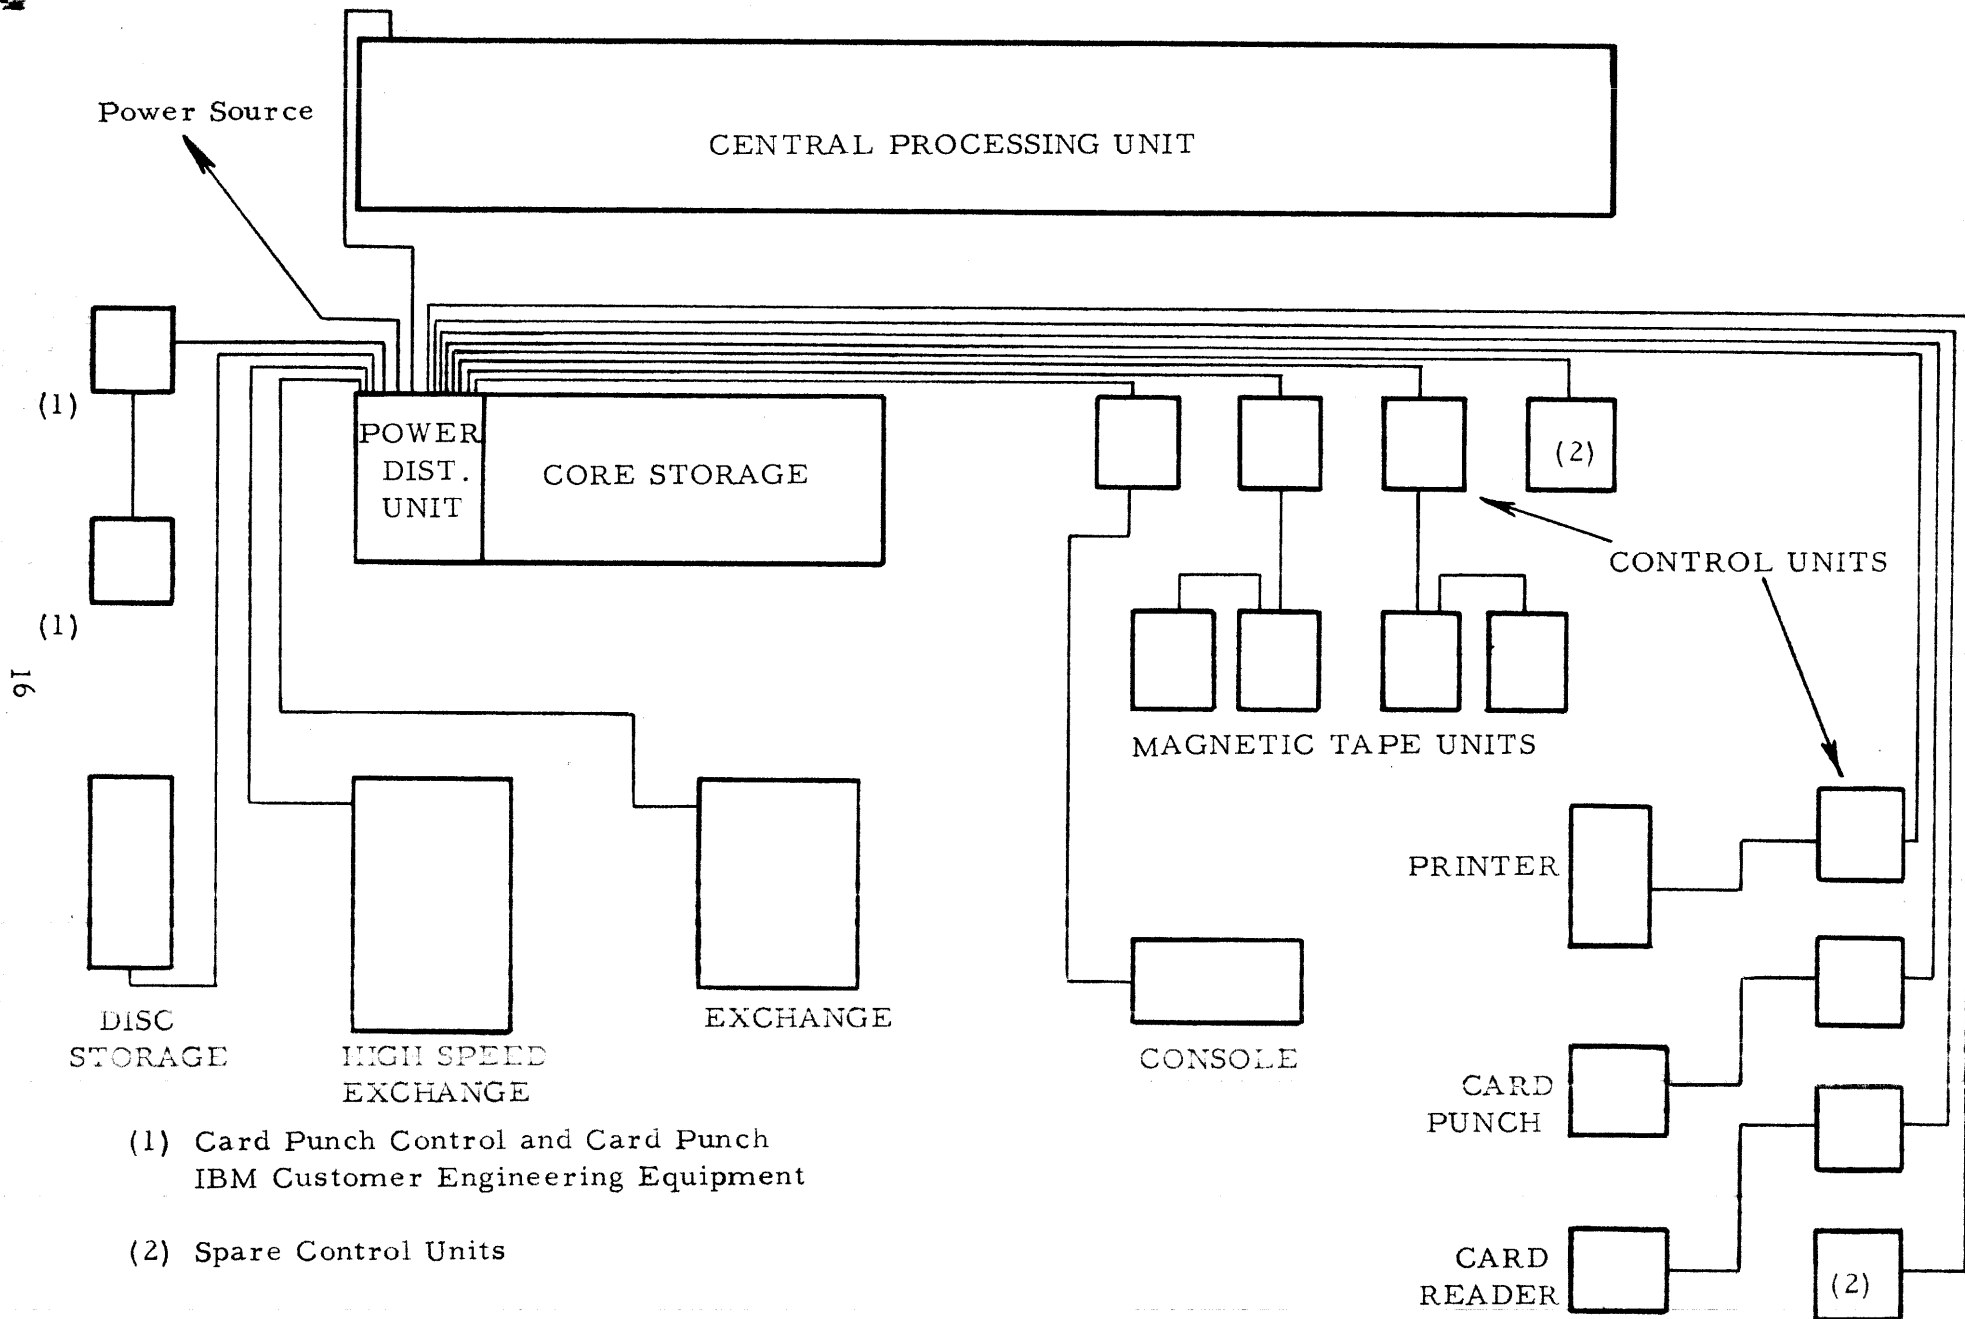 Power Source
CENTRAL PROCESSING UNIT
(1)
POWER
DIST.
UNIT
CORE STORAGE
(2)
CONTROL UNITS
(1)
16
MAGNETIC TAPE UNITS
PRINTER
DISC
STORAGE
HIGH SPEED
EXCHANGE
EXCHANGE
CONSOLE
CARD
PUNCH
(1) Card Punch Control and Card Punch
IBM Customer Engineering Equipment
(2) Spare Control Units
CARD
READER
(2)